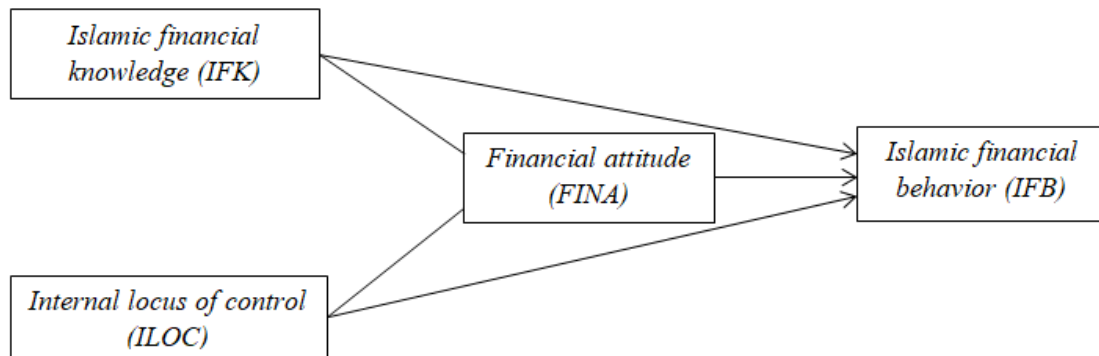 Islamic financial
knowledge (IFK)
Financial attitude
(FINA)
Islamic financial
behavior (IFB)
Internal locus of control
(ILOC)